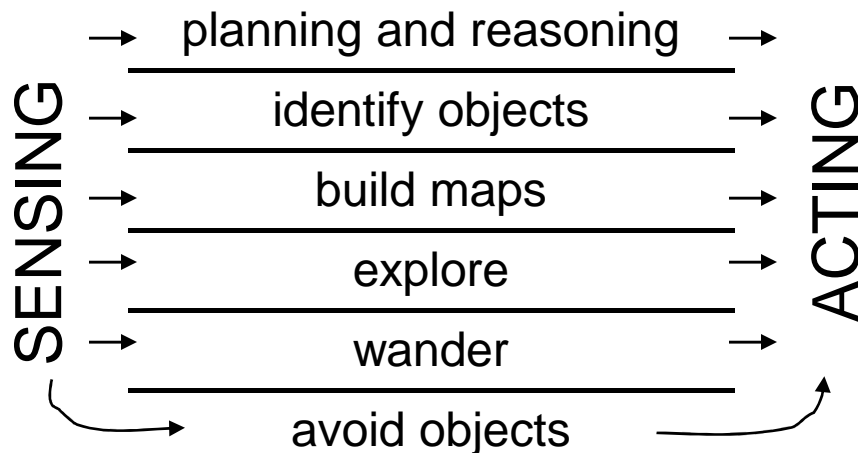 planning and reasoning
identify objects
build maps
explore
wander
avoid objects
SENSING
ACTING